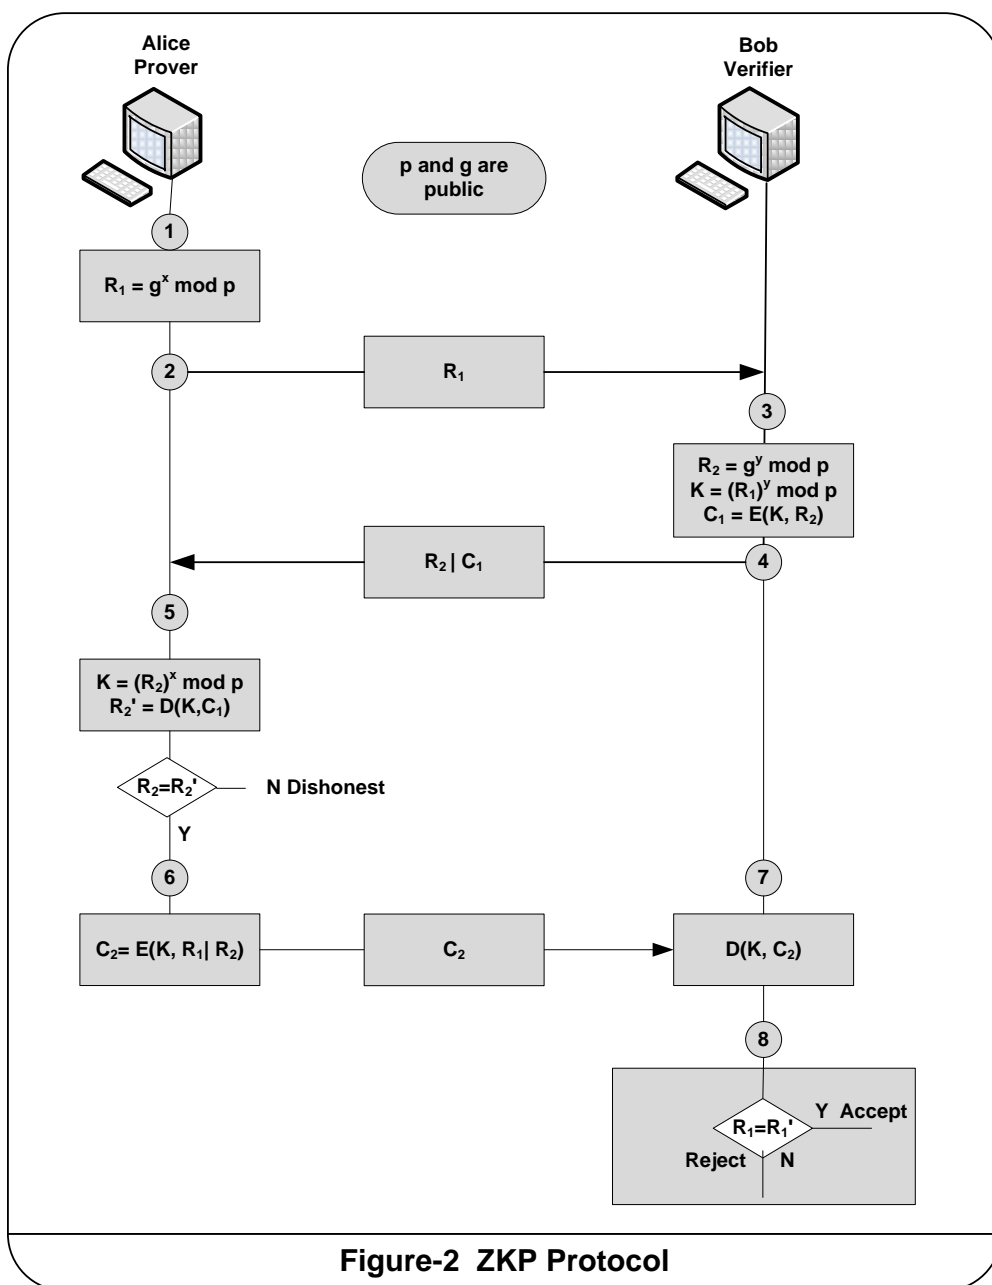 Alice
Prover
Bob
Verifier
p and g are
public
1
R₁ = gˣ mod p
2
R₁
3
R₂ = gʸ mod p
K = (R₁)ʸ mod p
C₁ = E(K, R₂)
R₂ | C₁
4
5
K = (R₂)ˣ mod p
R₂' = D(K,C₁)
R₂=R₂'
N Dishonest
Y
6
7
C₂= E(K, R₁| R₂)
C₂
D(K, C₂)
8
R₁=R₁'
Y Accept
Reject N
Figure-2 ZKP Protocol